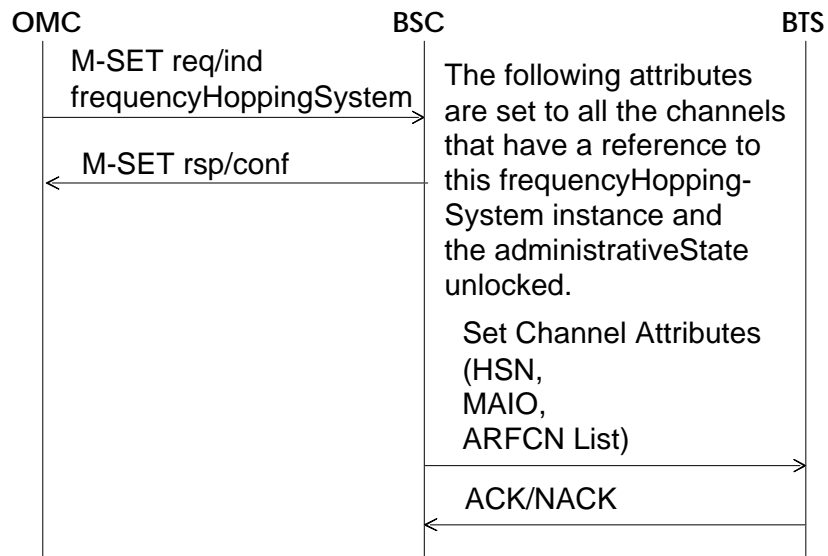 OMC BSC BTS
M-SET req/ind
frequencyHoppingSystem
M-SET rsp/conf
The following attributes
are set to all the channels
that have a reference to
this frequencyHopping-
System instance and
the administrativeState
unlocked.
Set Channel Attributes
(HSN,
MAIO,
ARFCN List)
ACK/NACK